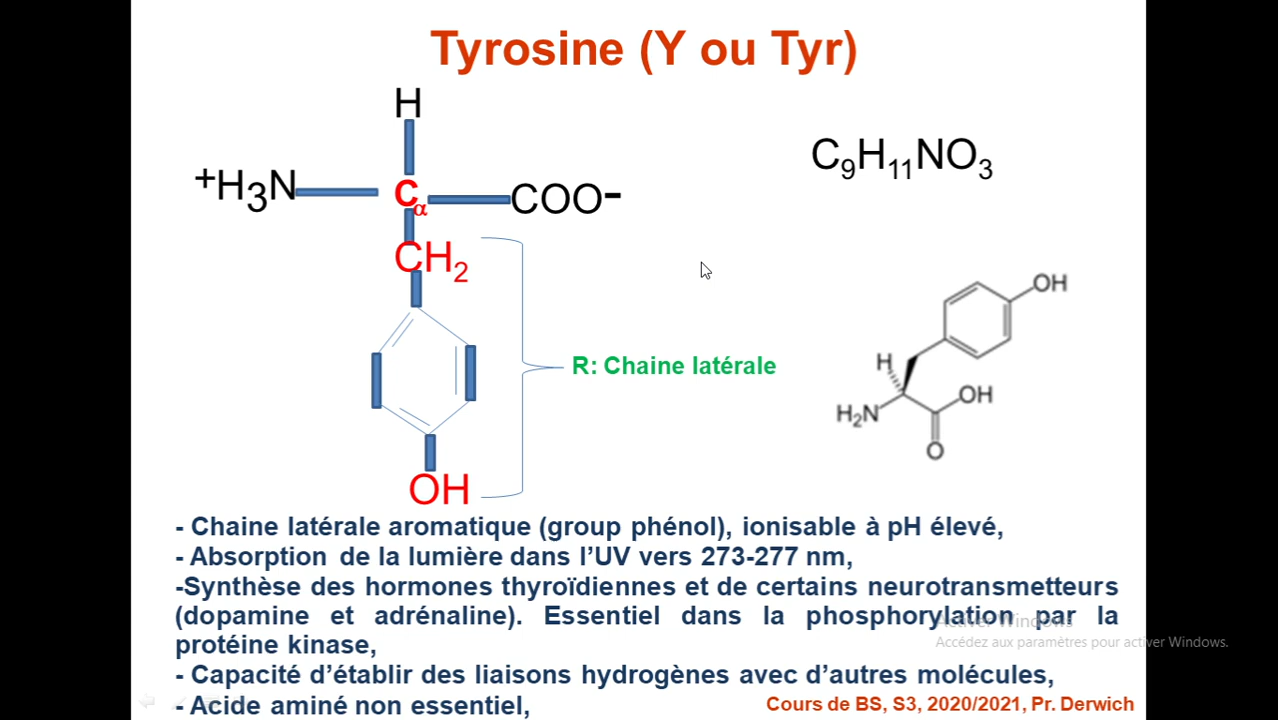 Tyrosine (Y ou Tyr)
H
⁺H₃N
Cα
COO⁻
CH₂
OH
R: Chaine latérale
C₉H₁₁NO₃
OH
H
OH
H₂N
O
- Chaine latérale aromatique (group phénol), ionisable à pH élevé,
- Absorption de la lumière dans l’UV vers 273-277 nm,
-Synthèse des hormones thyroïdiennes et de certains neurotransmetteurs
(dopamine et adrénaline). Essentiel dans la phosphorylation par la
protéine kinase,
- Capacité d’établir des liaisons hydrogènes avec d’autres molécules,
- Acide aminé non essentiel,
Activer Windows
Accédez aux paramètres pour activer Windows.
Cours de BS, S3, 2020/2021, Pr. Derwich